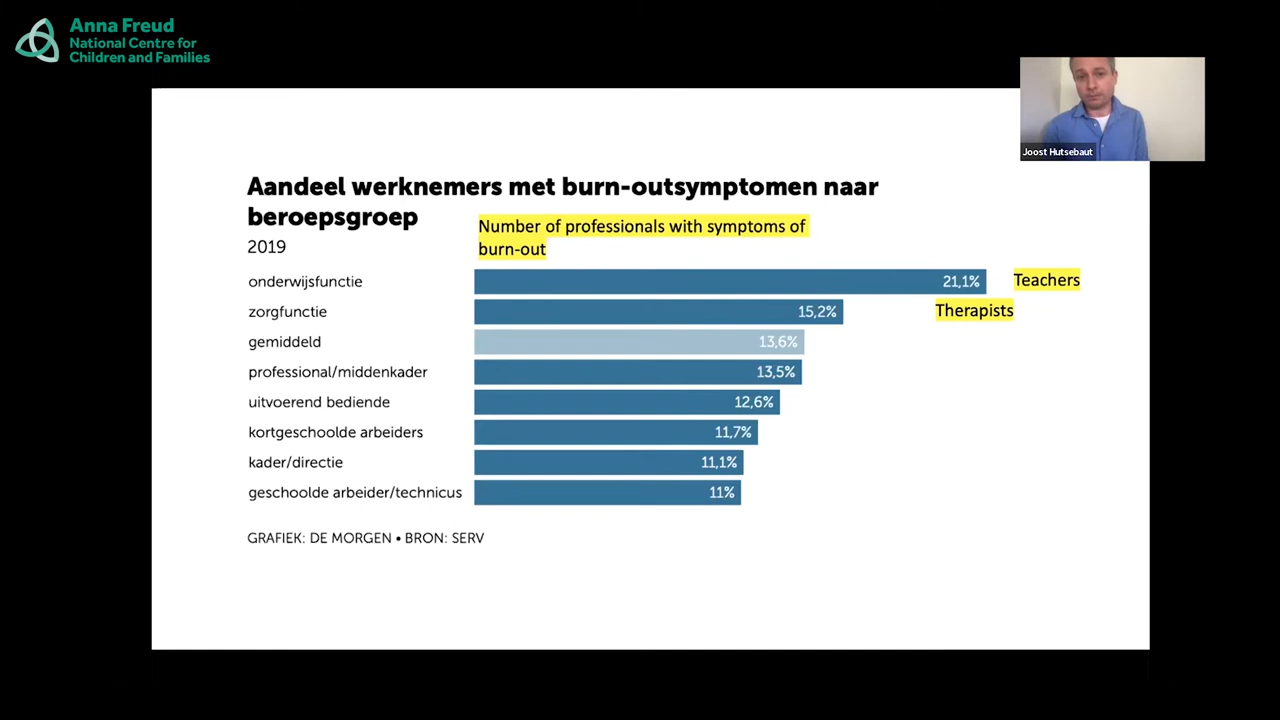 Anna Freud
National Centre for
Children and Families
Joost Hutsebaut
Aandeel werknemers met burn-outsymptomen naar
beroepsgroep
2019
Number of professionals with symptoms of
burn-out
onderwijsfunctie 21,1% Teachers
zorgfunctie 15,2% Therapists
gemiddeld 13,6%
professional/middenkader 13,5%
uitvoerend bediende 12,6%
kortgeschoolde arbeiders 11,7%
kader/directie 11,1%
geschoolde arbeider/technicus 11%
GRAFIEK: DE MORGEN • BRON: SERV